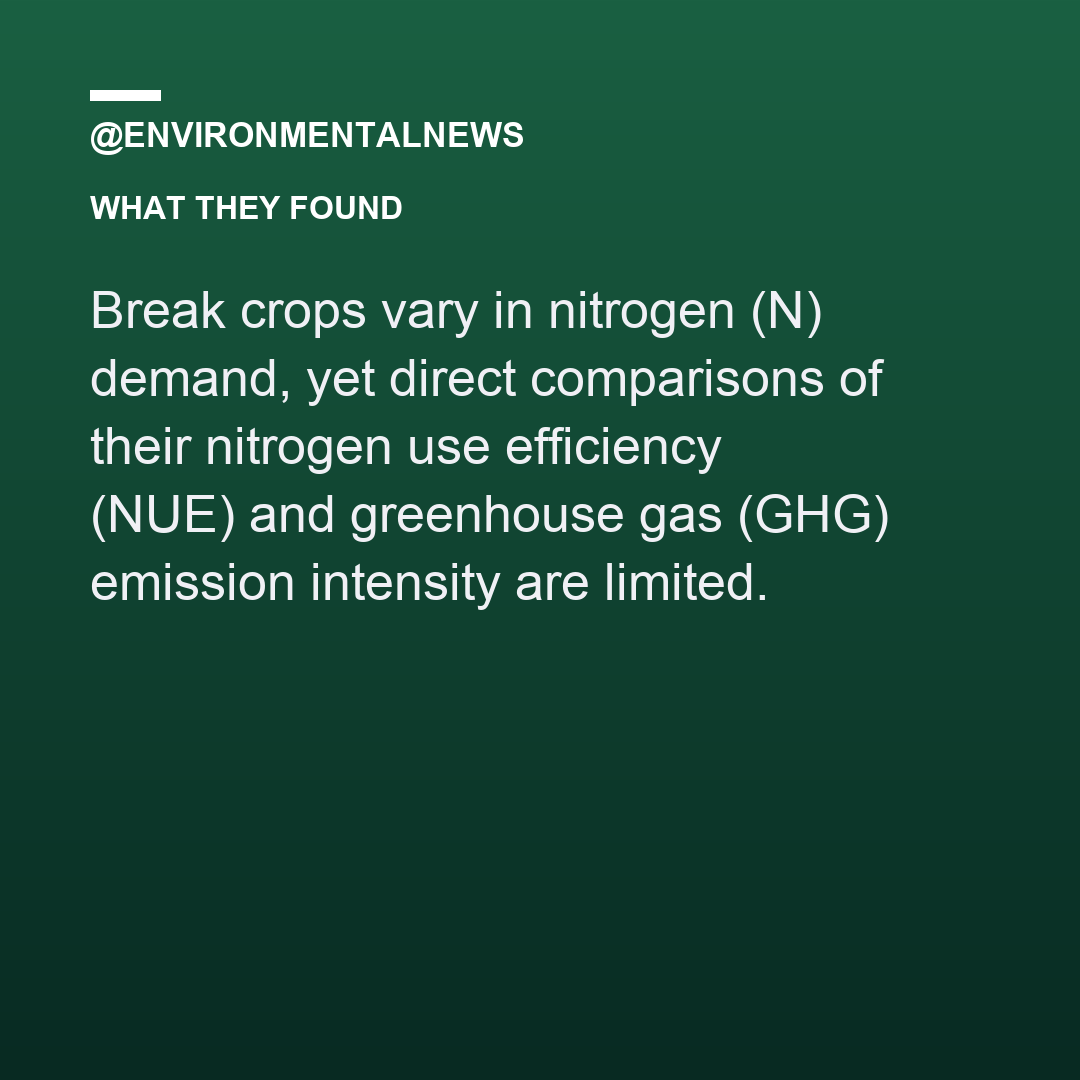 @ENVIRONMENTALNEWS
WHAT THEY FOUND
Break crops vary in nitrogen (N)
demand, yet direct comparisons of
their nitrogen use efficiency
(NUE) and greenhouse gas (GHG)
emission intensity are limited.